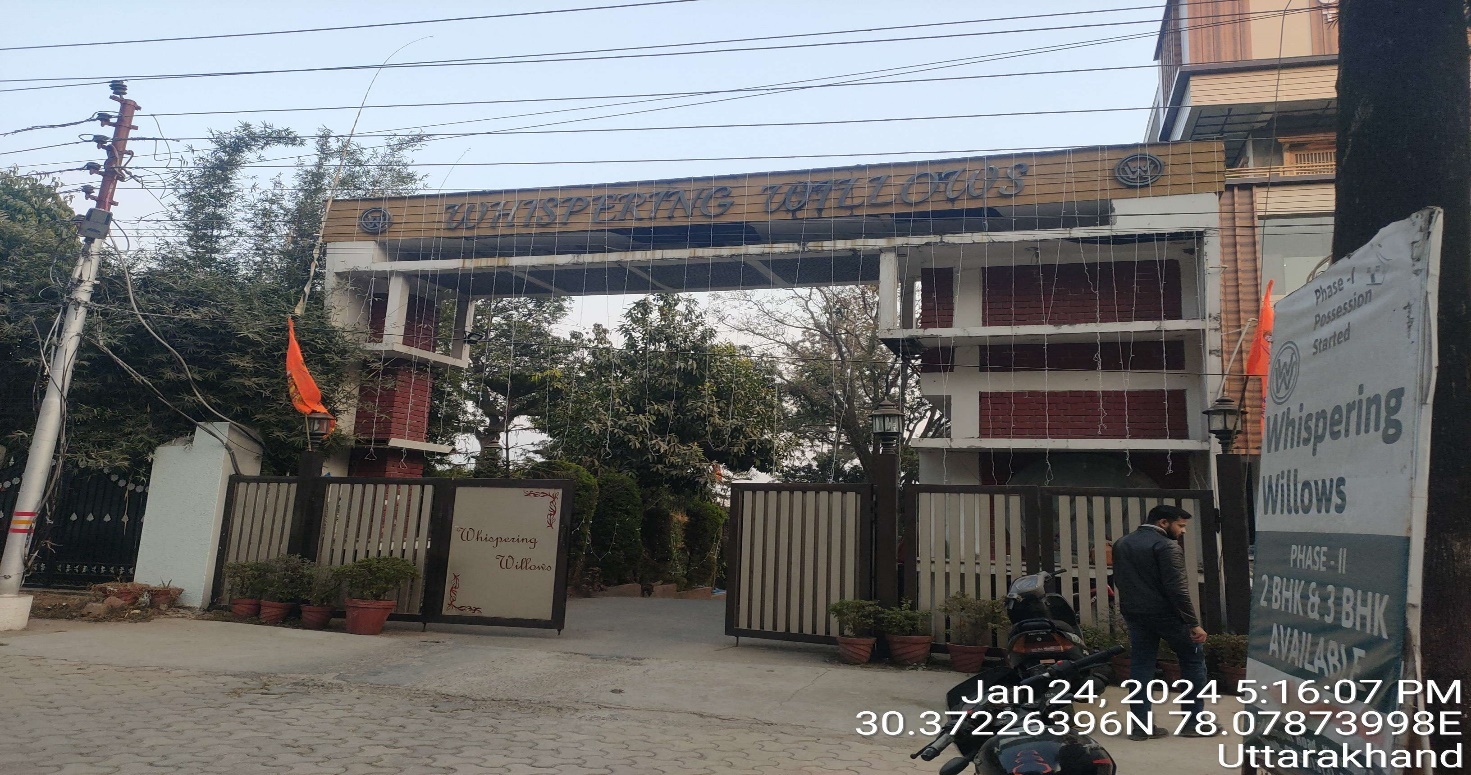 WHISPERING WILLOWS
W
Whispering
Willows
Phase -I
Possession
Started
W
Whispering
Willows
PHASE - II
2 BHK & 3 BHK
AVAILABLE
Jan 24, 2024 5:16:07 PM
30.37226396N 78.07873998E
Uttarakhand